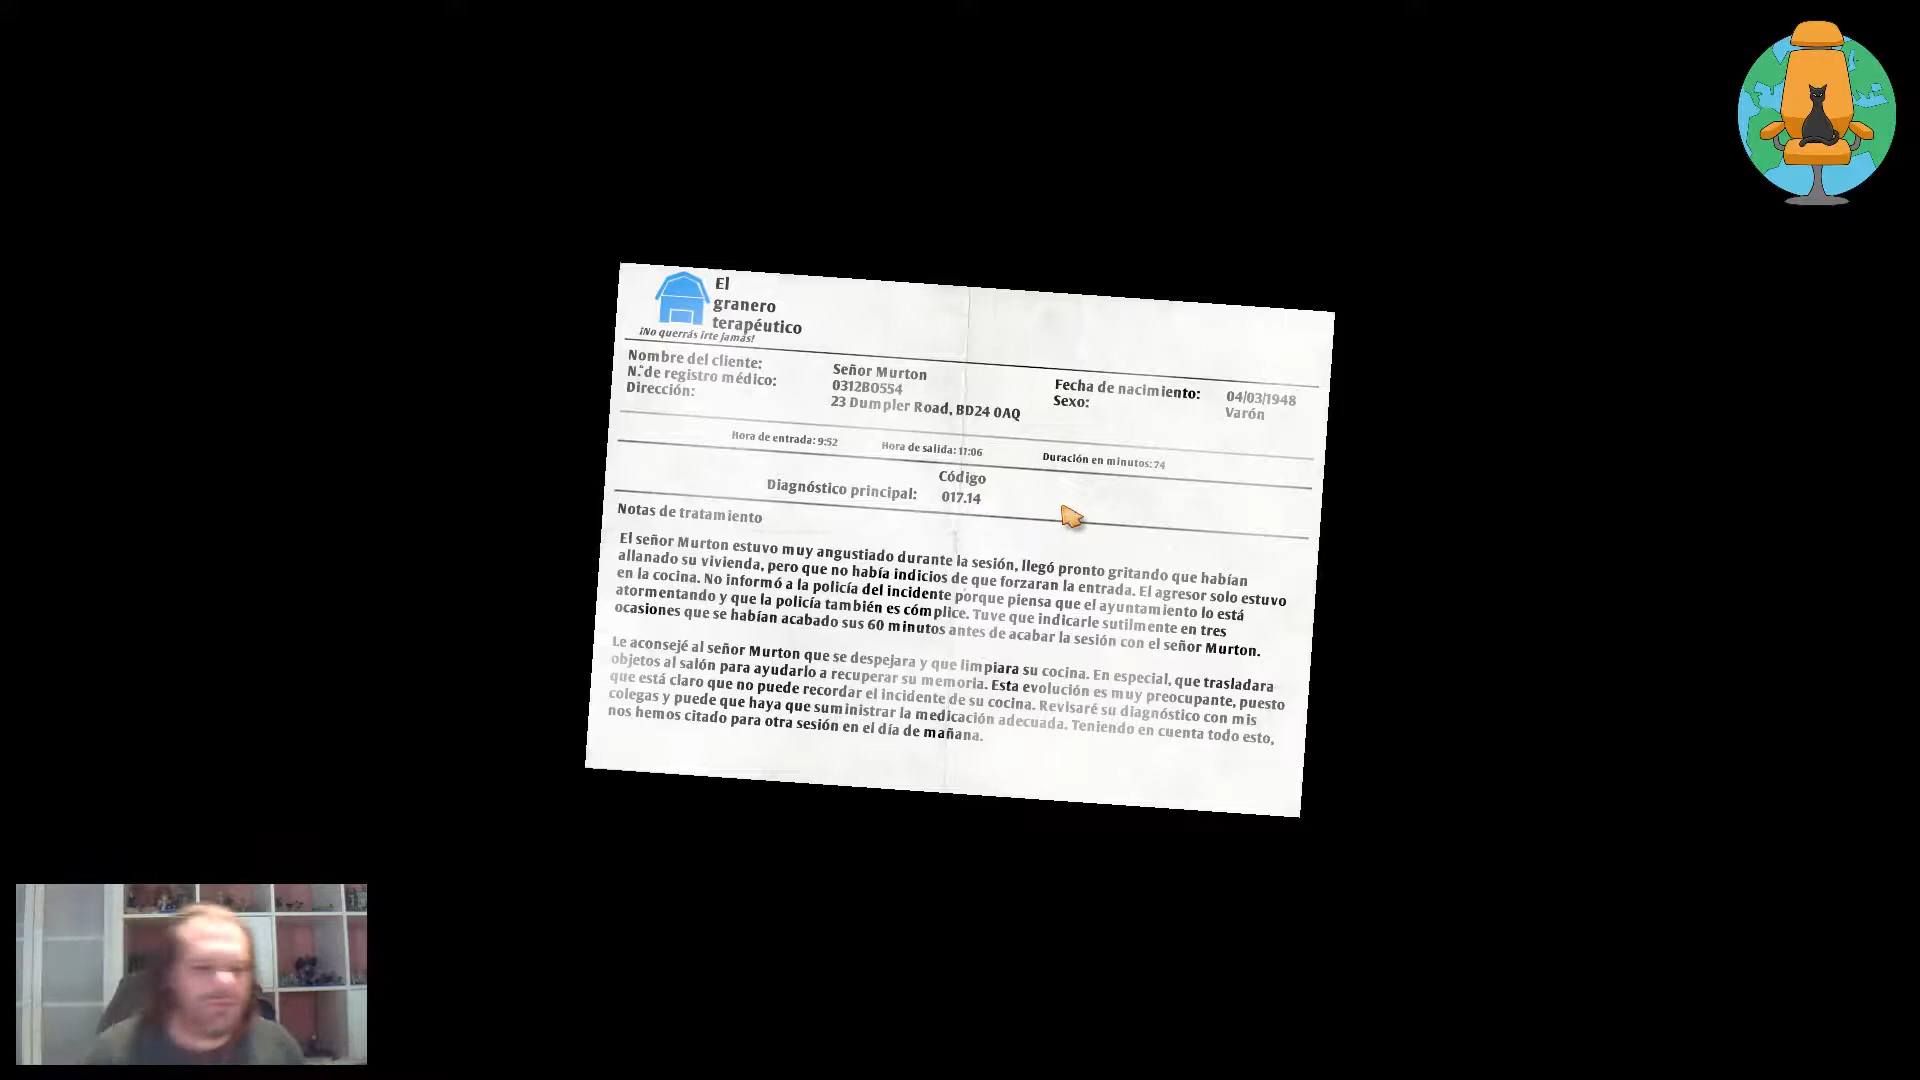 El
granero
terapéutico
¡No querrás irte jamás!
Nombre del cliente: Señor Murton Fecha de nacimiento: 04/03/1948
N.º de registro médico: 0312B0554 Sexo: Varón
Dirección: 23 Dumpler Road, BD24 0AQ
Hora de entrada: 9:52 Hora de salida: 11:06 Duración en minutos: 74
Código
Diagnóstico principal: 017.14
Notas de tratamiento
El señor Murton estuvo muy angustiado durante la sesión, llegó pronto gritando que habían
allanado su vivienda, pero que no había indicios de que forzaran la entrada. El agresor solo estuvo
en la cocina. No informó a la policía del incidente porque piensa que el ayuntamiento lo está
atormentando y que la policía también es cómplice. Tuve que indicarle sutilmente en tres
ocasiones que se habían acabado sus 60 minutos antes de acabar la sesión con el señor Murton.
Le aconsejé al señor Murton que se despejara y que limpiara su cocina. En especial, que trasladara
objetos al salón para ayudarlo a recuperar su memoria. Esta evolución es muy preocupante, puesto
que está claro que no puede recordar el incidente de su cocina. Revisaré su diagnóstico con mis
colegas y puede que haya que suministrar la medicación adecuada. Teniendo en cuenta todo esto,
nos hemos citado para otra sesión en el día de mañana.